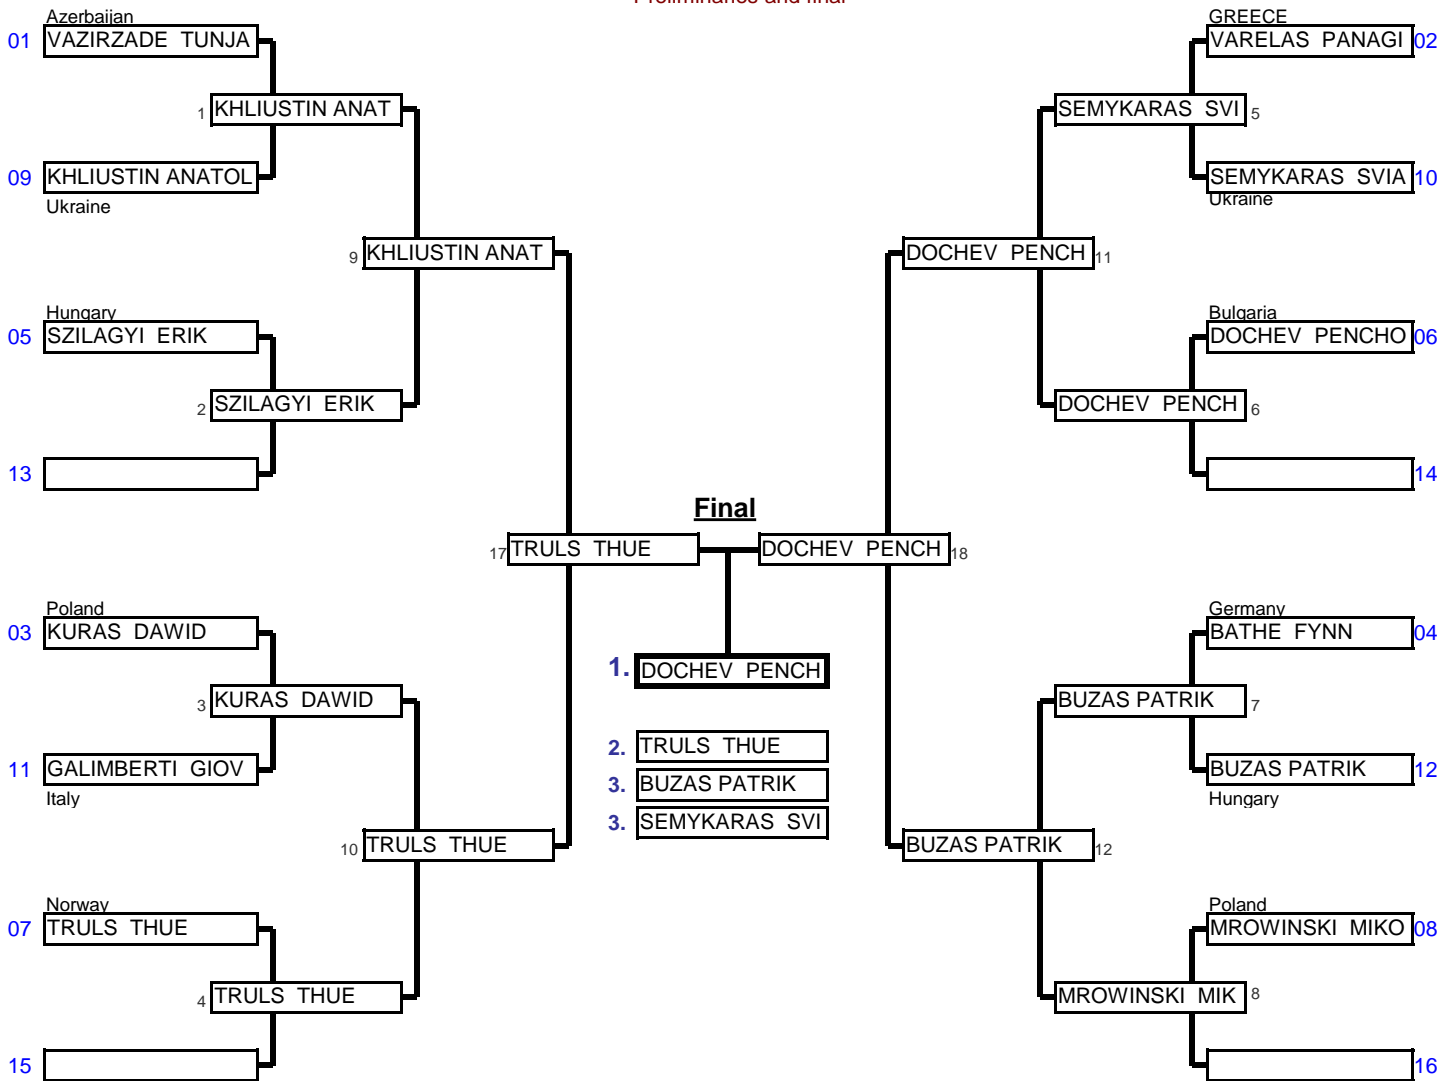 Preliminaries and final
Azerbaijan
01 VAZIRZADE TUNJA
1 KHLIUSTIN ANAT
09 KHLIUSTIN ANATOL
Ukraine
9 KHLIUSTIN ANAT
Hungary
05 SZILAGYI ERIK
2 SZILAGYI ERIK
13
17 TRULS THUE
Poland
03 KURAS DAWID
3 KURAS DAWID
11 GALIMBERTI GIOV
Italy
10 TRULS THUE
Norway
07 TRULS THUE
4 TRULS THUE
15
Final
1. DOCHEV PENCH
2. TRULS THUE
3. BUZAS PATRIK
3. SEMYKARAS SVI
GREECE
VARELAS PANAGI 02
SEMYKARAS SVI 5
SEMYKARAS SVIA 10
Ukraine
DOCHEV PENCH 11
Bulgaria
DOCHEV PENCHO 06
DOCHEV PENCH 6
14
DOCHEV PENCH 18
Germany
BATHE FYNN 04
BUZAS PATRIK 7
BUZAS PATRIK 12
Hungary
BUZAS PATRIK 12
Poland
MROWINSKI MIKO 08
MROWINSKI MIK 8
16